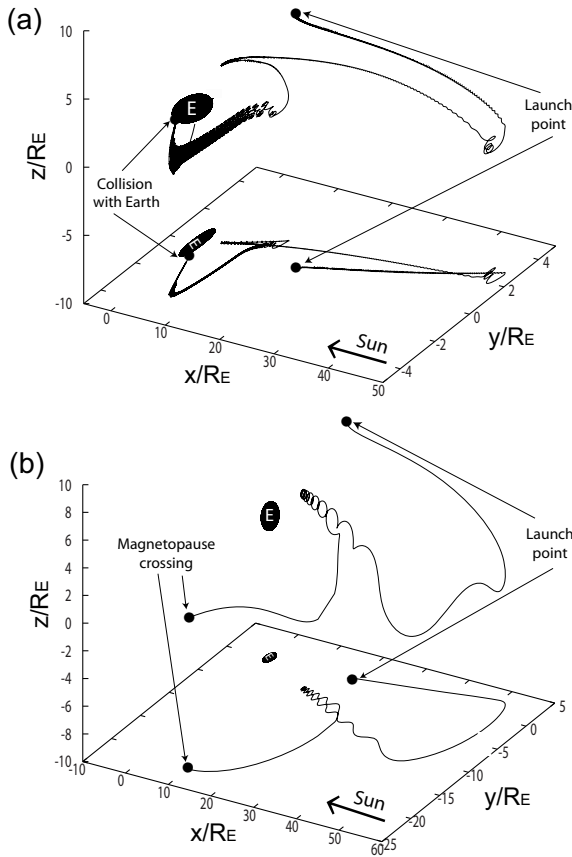 (a)
10
5
0
-5
-10
z/RE
E
Launch
point
Collision
with Earth
E
0
10
20
30
40
50
x/RE
Sun
-4
-2
0
2
4
y/RE
(b)
10
8
6
4
2
0
-2
-4
-6
-8
-10
z/RE
E
Magnetopause
crossing
Launch
point
E
-10
0
10
20
30
40
50
60
x/RE
Sun
-25
-20
-15
-10
-5
0
5
y/RE